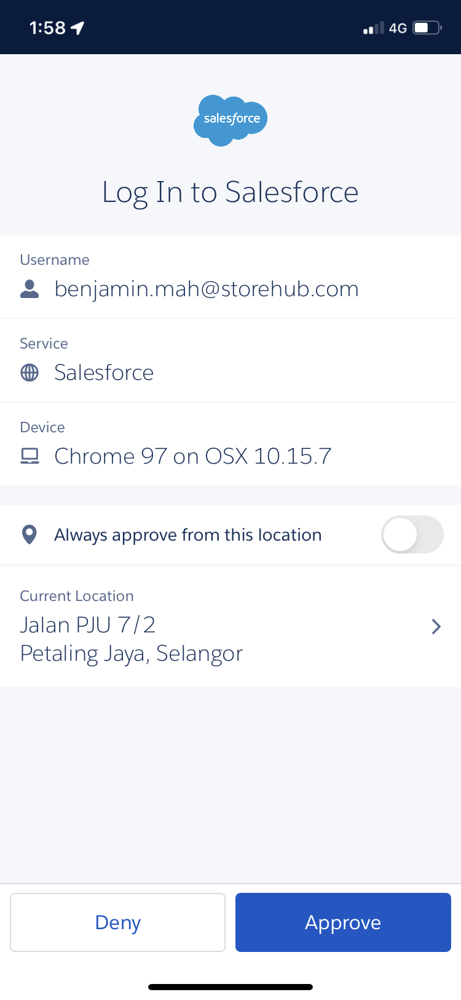 1:58
4G
salesforce
Log In to Salesforce
Username
benjamin.mah@storehub.com
Service
Salesforce
Device
Chrome 97 on OSX 10.15.7
Always approve from this location
Current Location
Jalan PJU 7/2
Petaling Jaya, Selangor
Deny
Approve